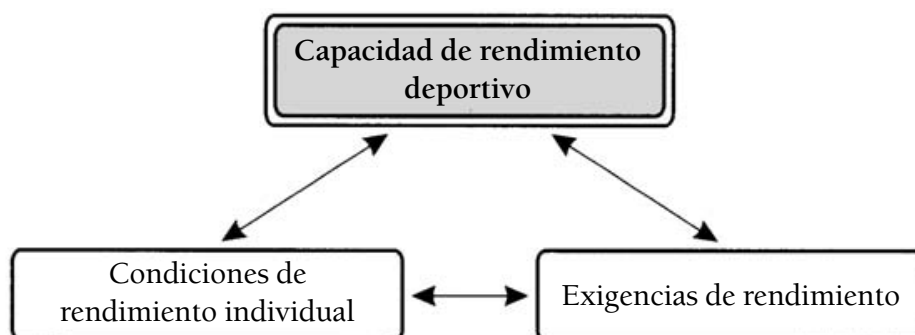 Capacidad de rendimiento
deportivo
Condiciones de
rendimiento individual
Exigencias de rendimiento